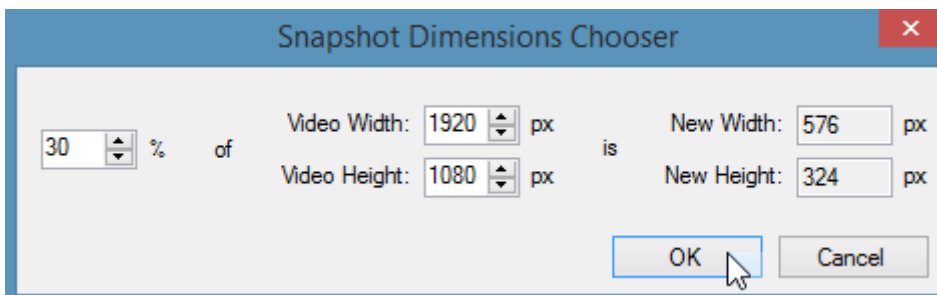 Snapshot Dimensions Chooser
30 % of Video Width: 1920 px is New Width: 576 px
Video Height: 1080 px New Height: 324 px
OK Cancel